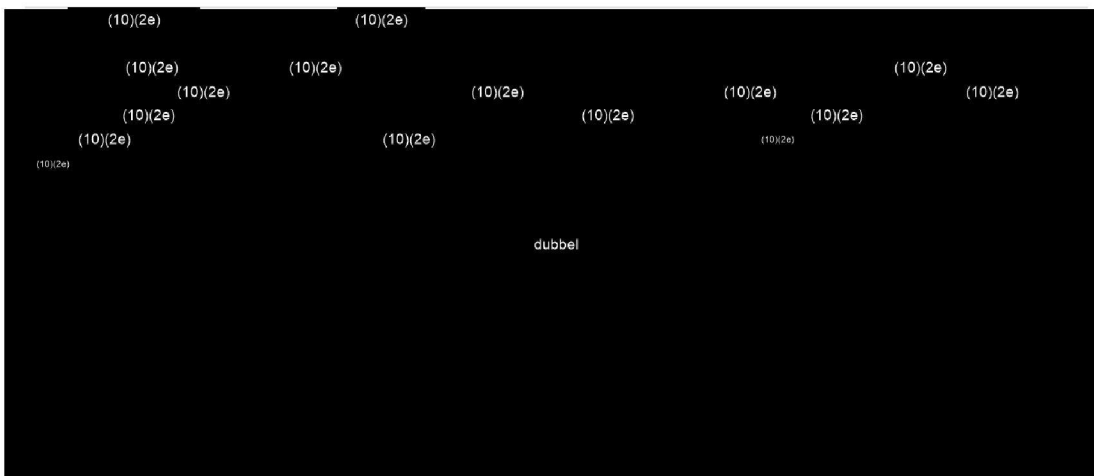 (10)(2e) (10)(2e)
(10)(2e) (10)(2e) (10)(2e)
(10)(2e) (10)(2e) (10)(2e) (10)(2e)
(10)(2e) (10)(2e) (10)(2e)
(10)(2e) (10)(2e) (10)(2e)
(10)(2e)
dubbel